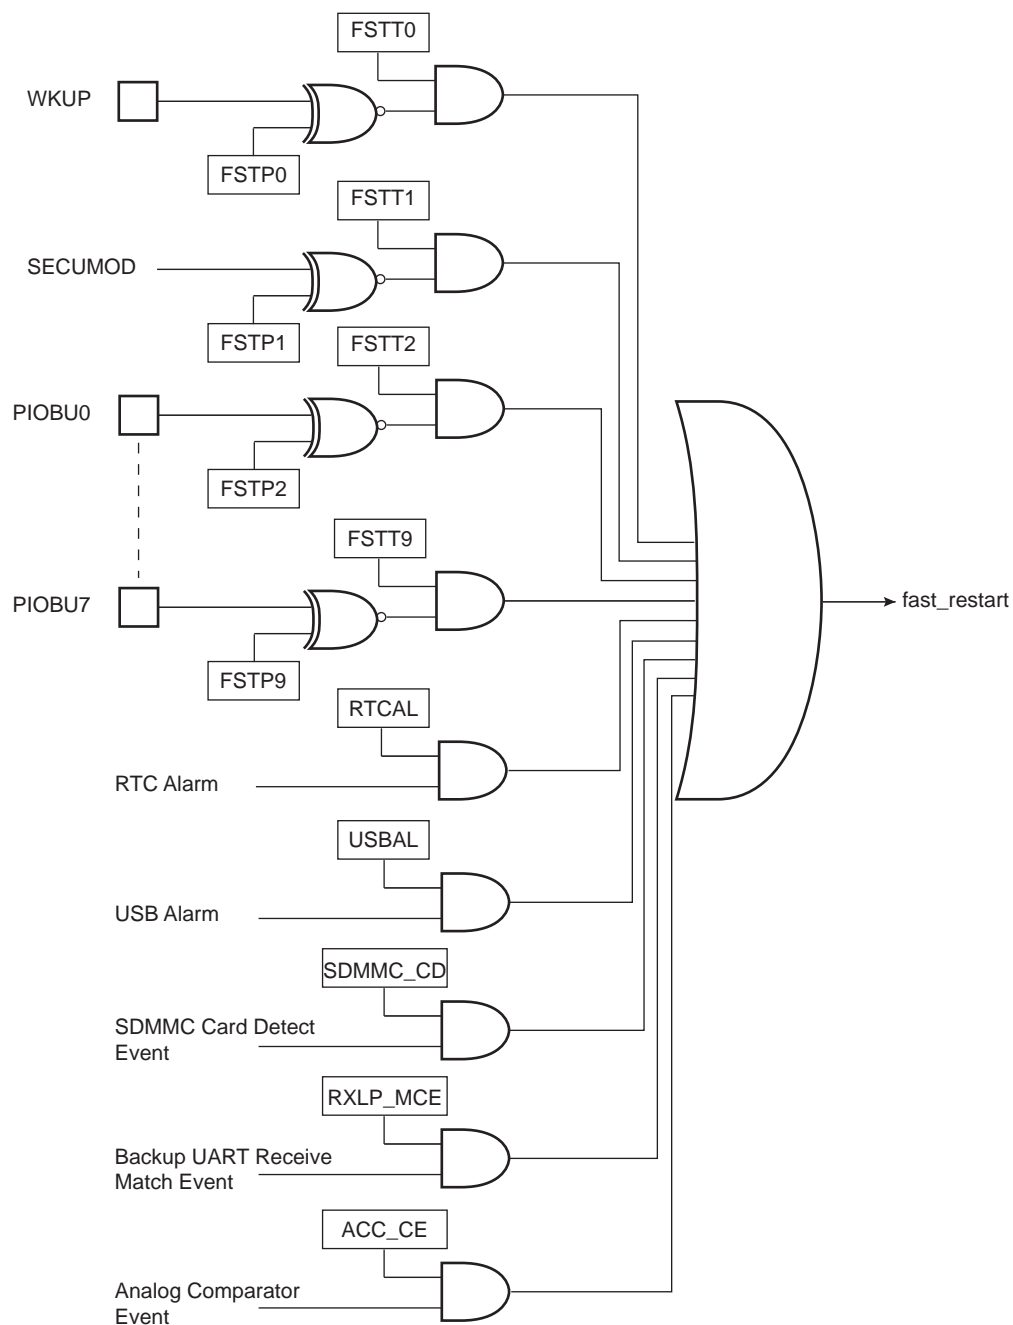 FSTT0
WKUP
FSTP0
FSTT1
SECUMOD
FSTP1
FSTT2
PIOBU0
FSTP2
FSTT9
PIOBU7
fast_restart
FSTP9
RTCAL
RTC Alarm
USBAL
USB Alarm
SDMMC_CD
SDMMC Card Detect
Event
RXLP_MCE
Backup UART Receive
Match Event
ACC_CE
Analog Comparator
Event